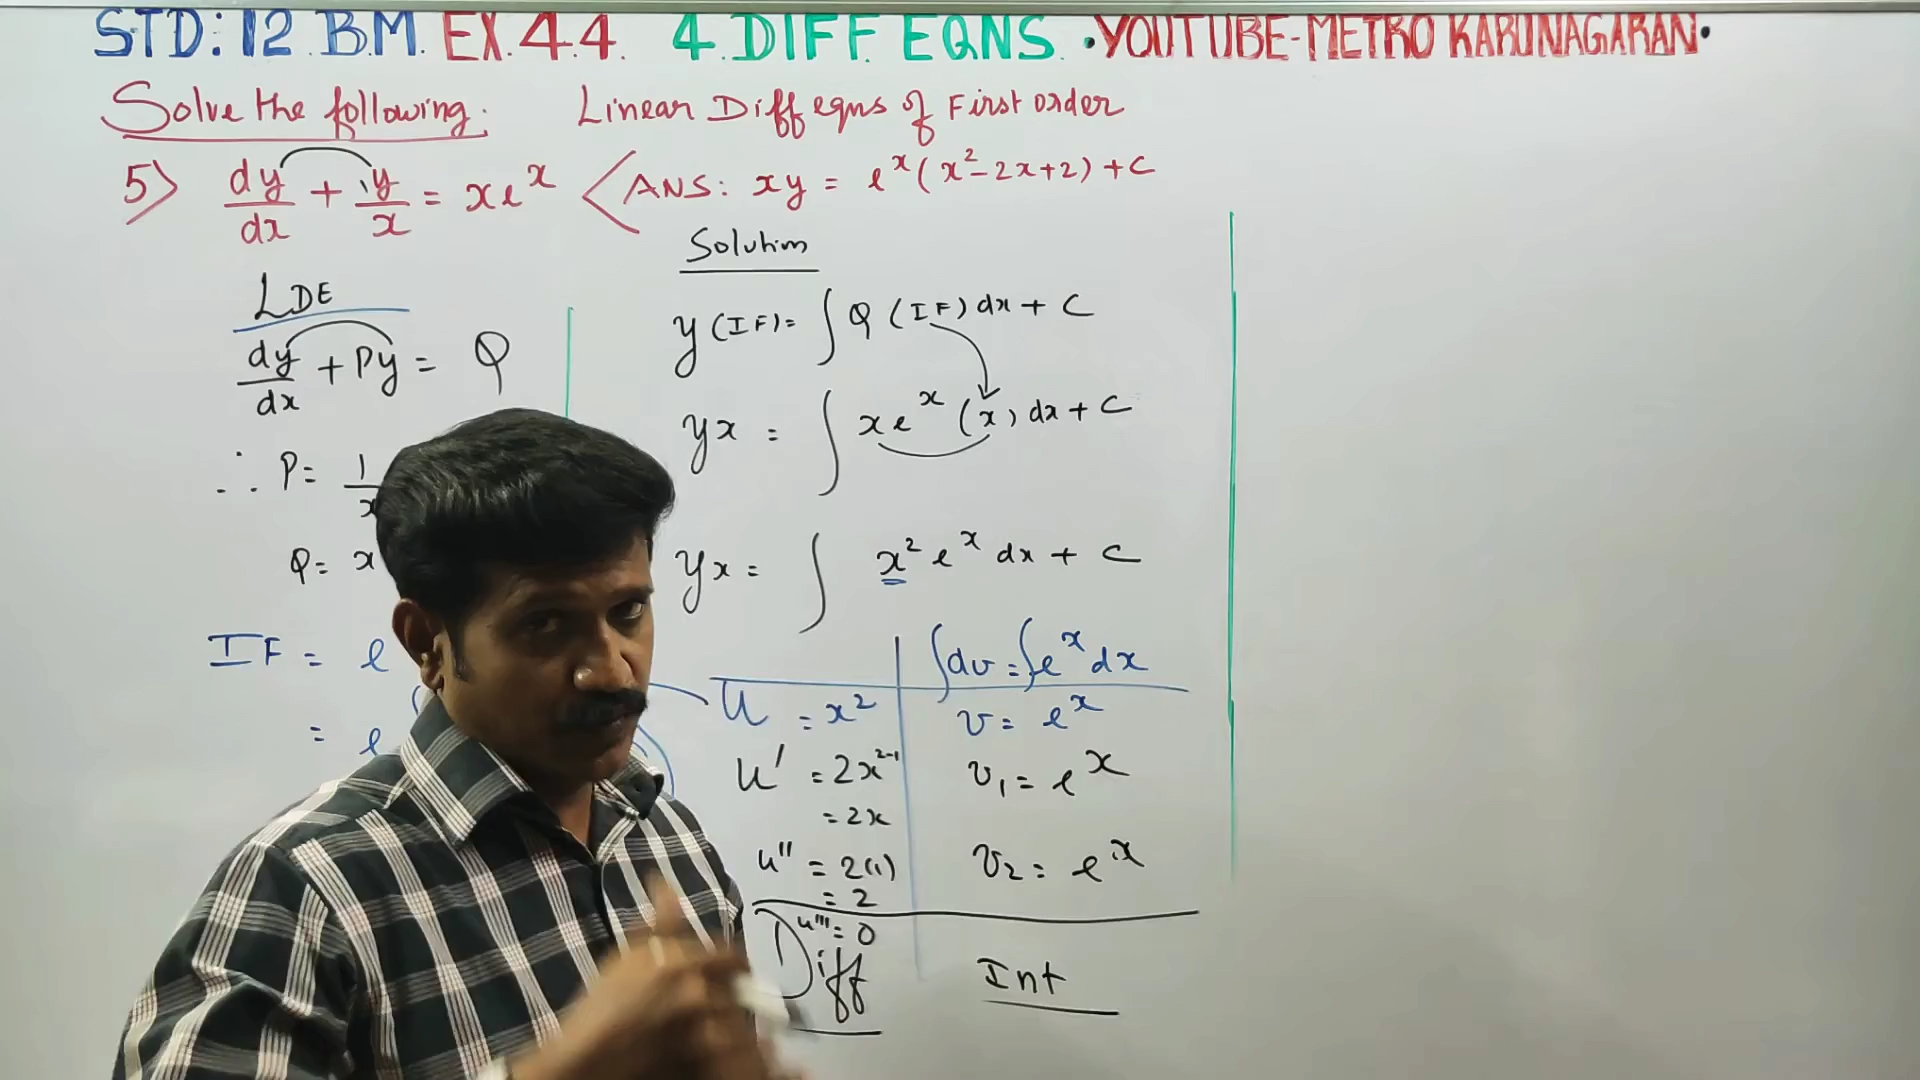 STD: 12 B.M. EX. 4.4. 4. DIFF EQNS •YOUTUBE-METRO KARUNAGARAN•
Solve the following. Linear Diff eqns of First order
5) dy/dx + y/x = xe^x < ANS: xy = e^x(x²-2x+2)+C
LDE
dy/dx + Py = Q
∴ P = 1/x
Q = x
IF = e
= e
Solution
y (IF) = ∫ Q (IF) dx + C
yx = ∫ xe^x (x) dx + C
yx = ∫ x² e^x dx + C
∫dv = ∫e^x dx
U = x² v = e^x
u' = 2x^2-1 v₁ = e^x
= 2x
u'' = 2(1) v₂ = e^x
= 2
u''' = 0
Diff Int